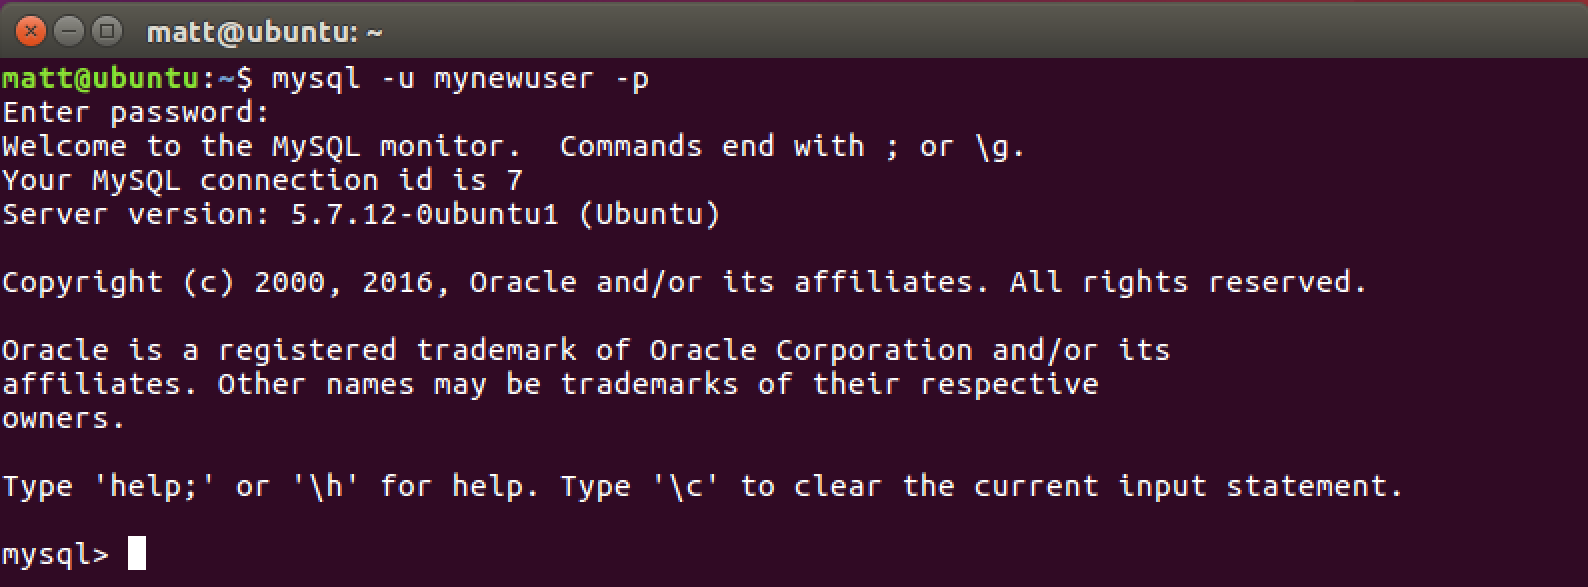 matt@ubuntu: ~
matt@ubuntu:~$ mysql -u mynewuser -p
Enter password:
Welcome to the MySQL monitor.  Commands end with ; or \g.
Your MySQL connection id is 7
Server version: 5.7.12-0ubuntu1 (Ubuntu)
Copyright (c) 2000, 2016, Oracle and/or its affiliates. All rights reserved.
Oracle is a registered trademark of Oracle Corporation and/or its
affiliates. Other names may be trademarks of their respective
owners.
Type 'help;' or '\h' for help. Type '\c' to clear the current input statement.
mysql>